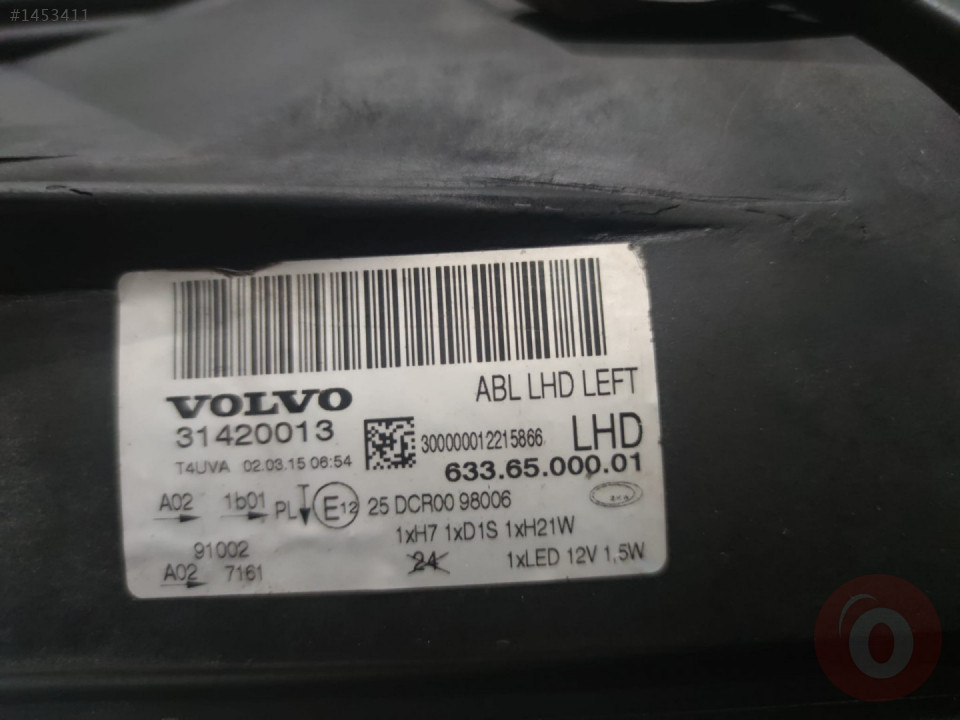 #1453411
ABL LHD LEFT
VOLVO
31420013
300000012215866 LHD
T4UVA 02.03.15 06:54
633.65.000.01
A02 1b01 PL E12 25 DCR00 98006
1xH7 1xD1S 1xH21W
91002
24 1xLED 12V 1,5W
A02 7161